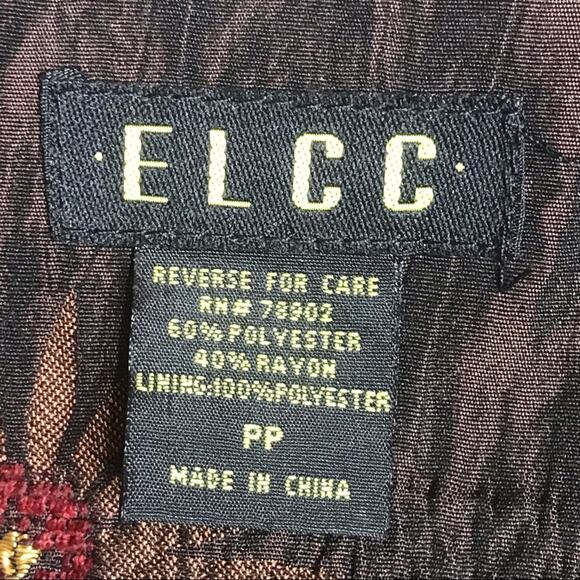 · ELCC ·
REVERSE FOR CARE
RN# 78902
60% POLYESTER
40% RAYON
LINING:100%POLYESTER
PP
MADE IN CHINA